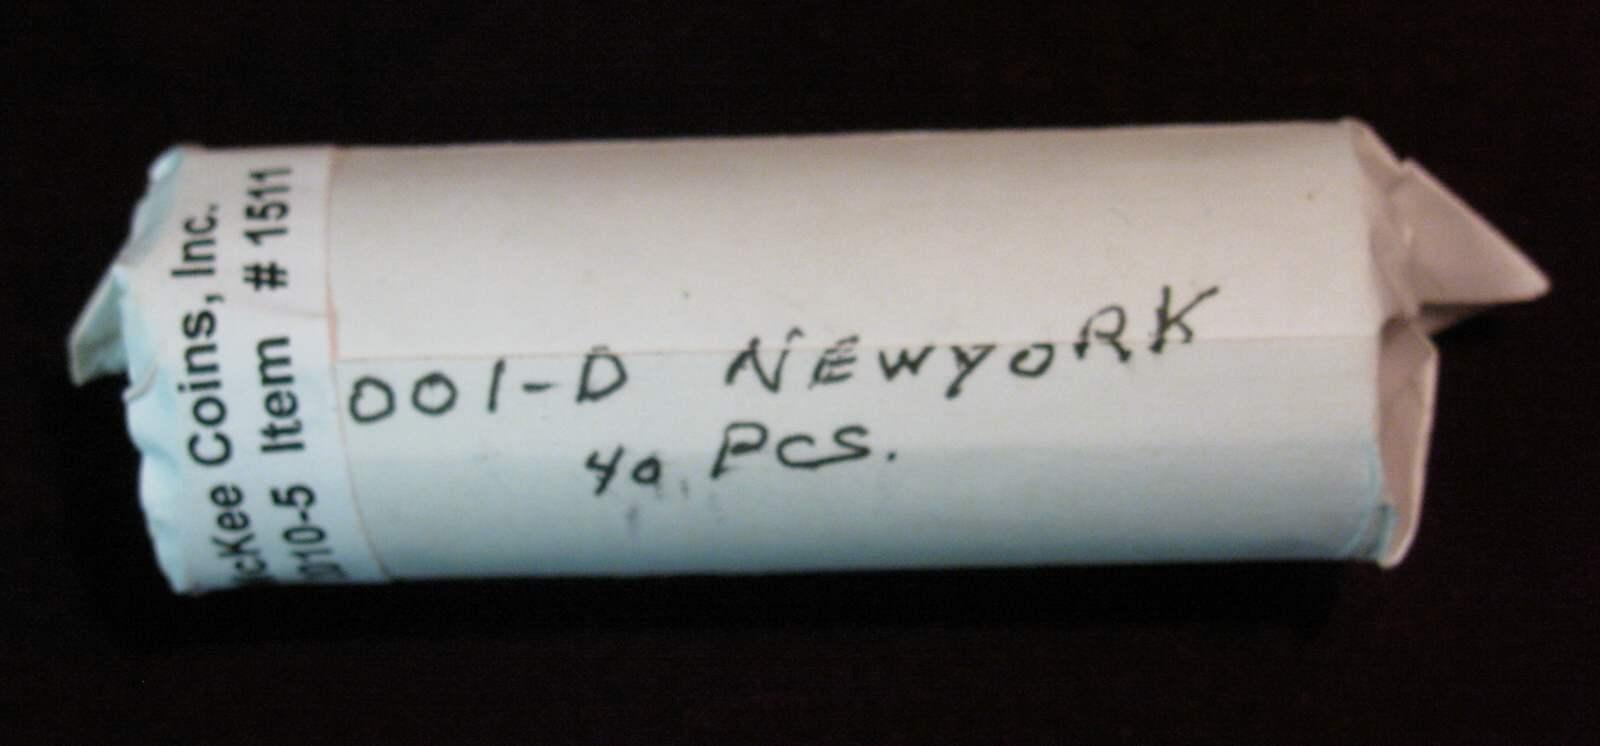 cKee Coins, Inc.
010-5 Item #1511
001-D NEWYORK
40 PCS.